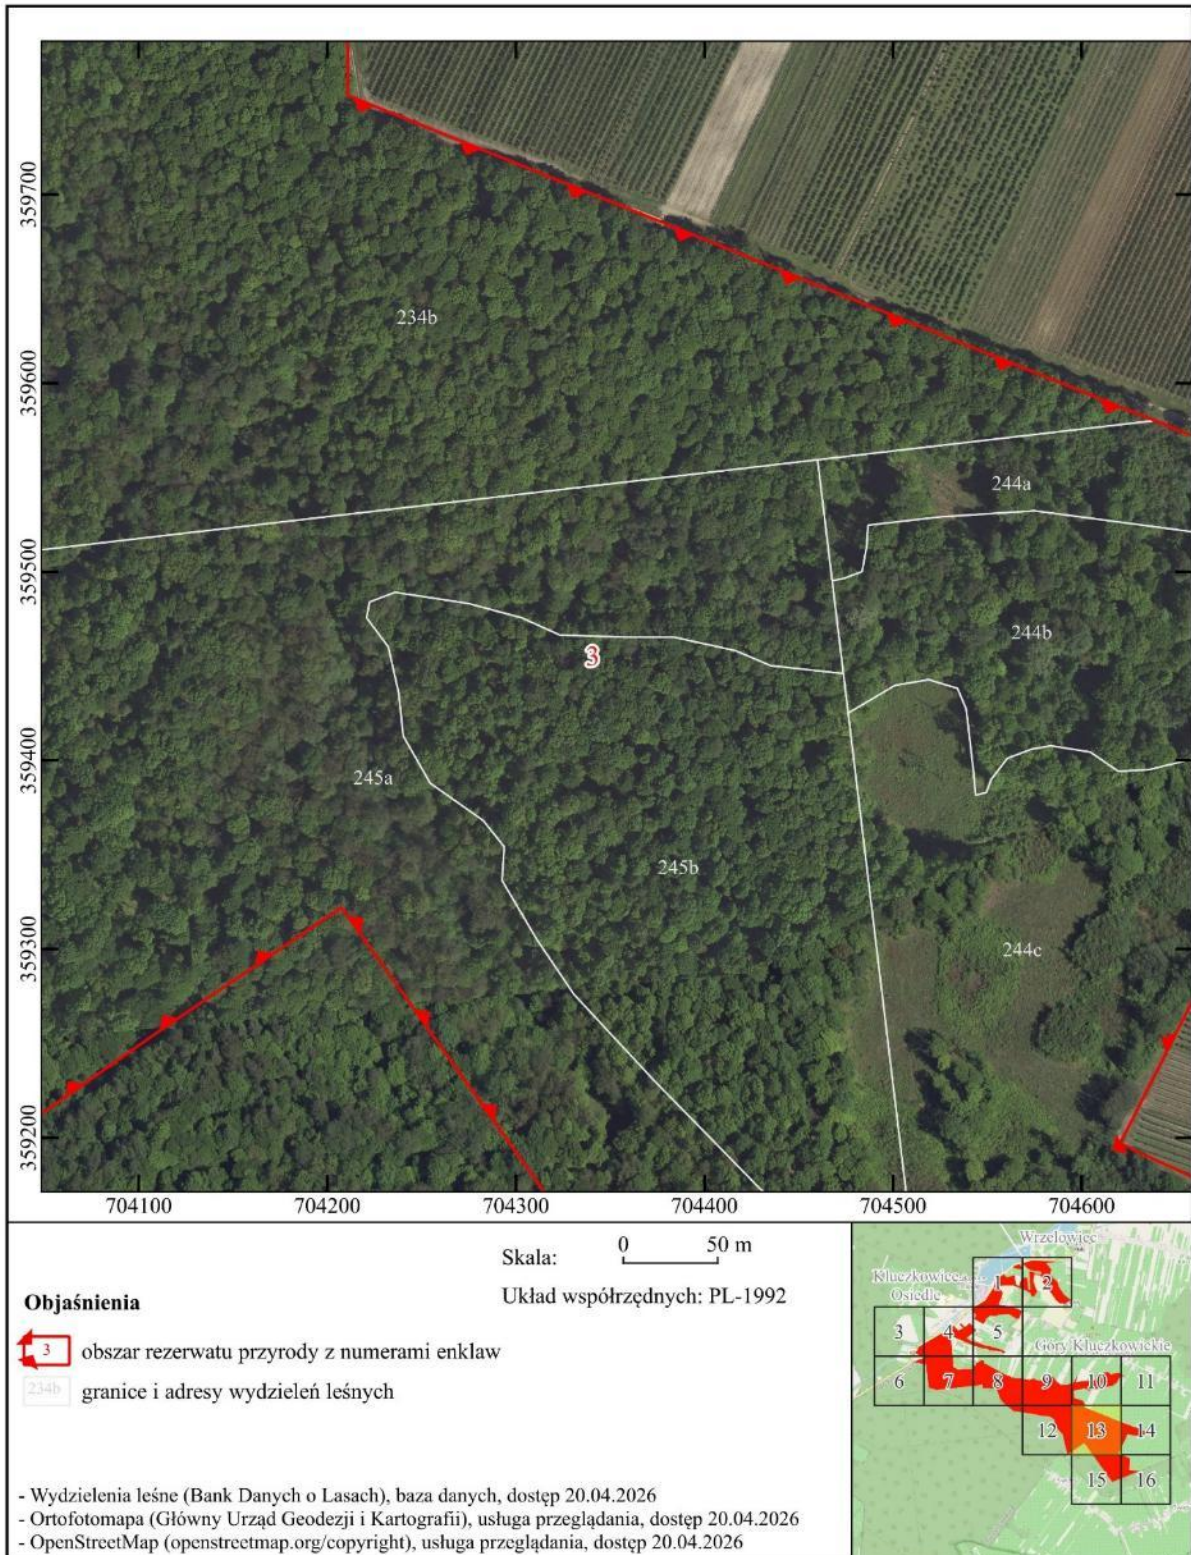 359700
234b
359600
244a
359500
244b
3
359400
245a
245b
359300
244c
359200
704100 704200 704300 704400 704500 704600
Skala: 0 50 m
Układ współrzędnych: PL-1992
Objaśnienia
3 obszar rezerwatu przyrody z numerami enklaw
234b granice i adresy wydzieleń leśnych
- Wydzielenia leśne (Bank Danych o Lasach), baza danych, dostęp 20.04.2026
- Ortofotomapa (Główny Urząd Geodezji i Kartografii), usługa przeglądania, dostęp 20.04.2026
- OpenStreetMap (openstreetmap.org/copyright), usługa przeglądania, dostęp 20.04.2026
Wrzelowiec
Kluczkowice
Osiedle
1 2
3 4 5
Góry Kluczkowickie
6 7 8 9 10 11
12 13 14
15 16